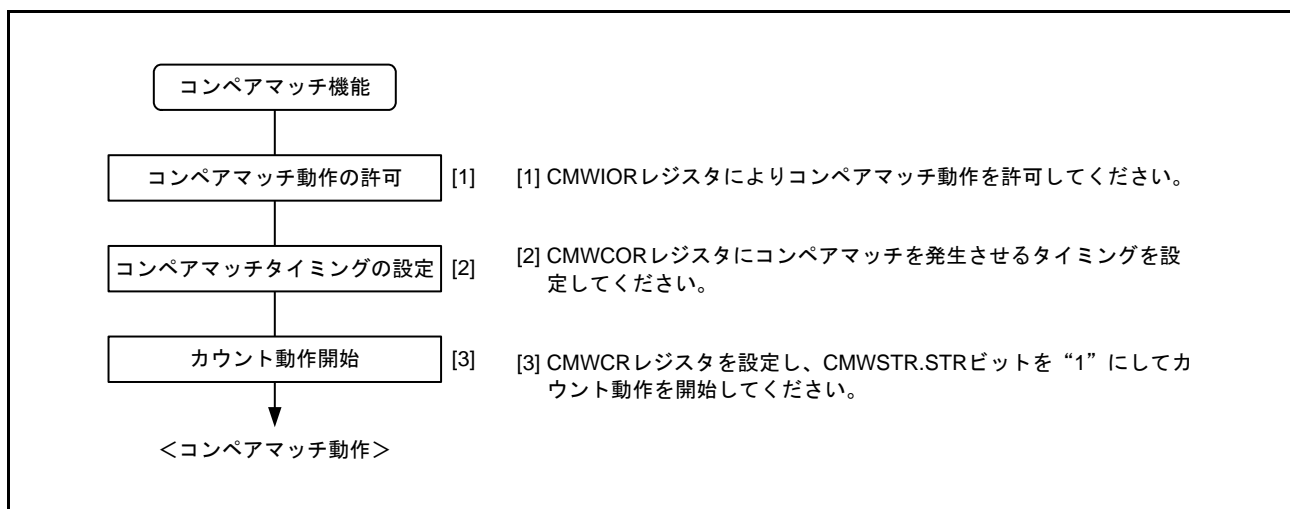 コンペアマッチ機能
コンペアマッチ動作の許可 [1] [1] CMWIORレジスタによりコンペアマッチ動作を許可してください。
コンペアマッチタイミングの設定 [2] [2] CMWCORレジスタにコンペアマッチを発生させるタイミングを設
定してください。
カウント動作開始 [3] [3] CMWCRレジスタを設定し、CMWSTR.STRビットを“1”にしてカ
ウント動作を開始してください。
＜コンペアマッチ動作＞